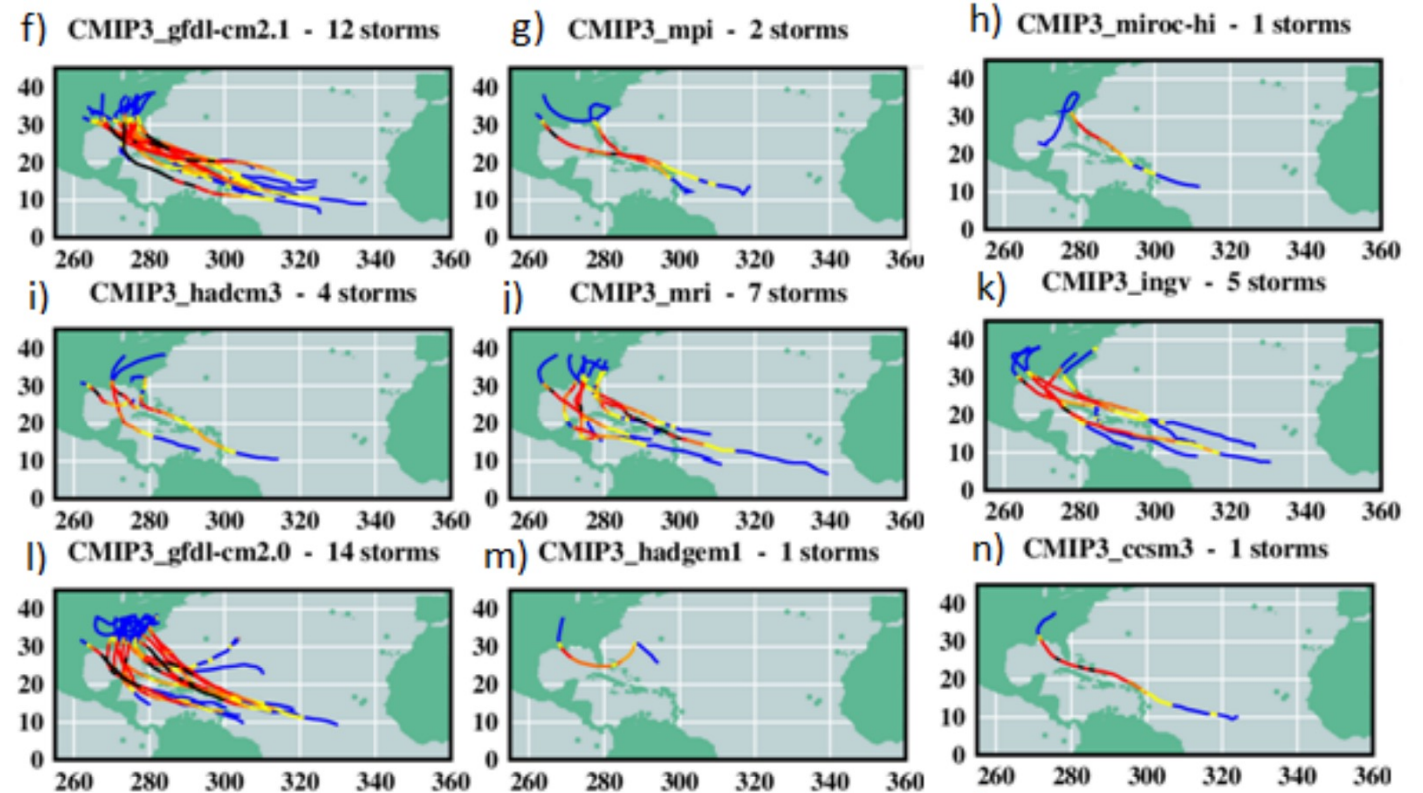 f) CMIP3_gfdl-cm2.1 - 12 storms
g) CMIP3_mpi - 2 storms
h) CMIP3_miroc-hi - 1 storms
40
30
20
10
0
260 280 300 320 340 360
40
30
20
10
0
260 280 300 320 340 360
40
30
20
10
0
260 280 300 320 340 360
i) CMIP3_hadcm3 - 4 storms
j) CMIP3_mri - 7 storms
k) CMIP3_ingv - 5 storms
40
30
20
10
0
260 280 300 320 340 360
40
30
20
10
0
260 280 300 320 340 360
40
30
20
10
0
260 280 300 320 340 360
l) CMIP3_gfdl-cm2.0 - 14 storms
m) CMIP3_hadgem1 - 1 storms
n) CMIP3_ccsm3 - 1 storms
40
30
20
10
0
260 280 300 320 340 360
40
30
20
10
0
260 280 300 320 340 360
40
30
20
10
0
260 280 300 320 340 360